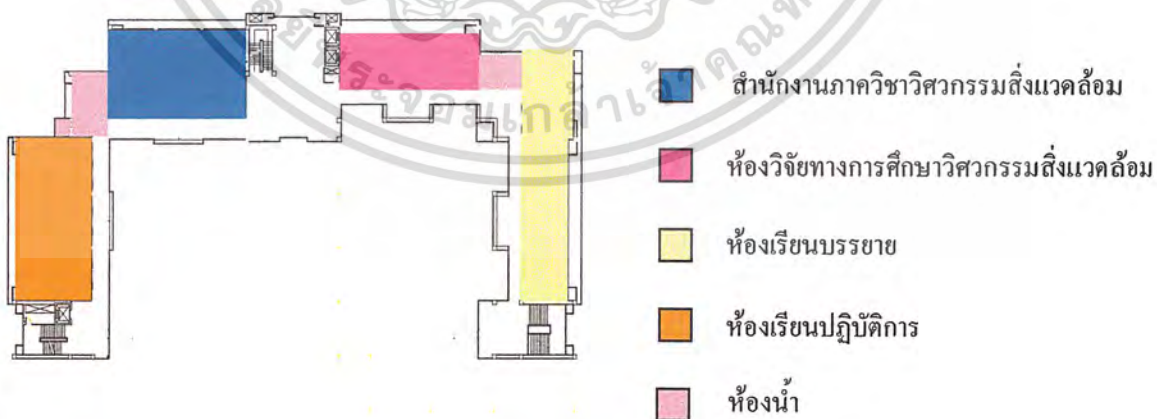 สำนักงานภาควิชาวิศวกรรมสิ่งแวดล้อม
ห้องวิจัยทางการศึกษาวิศวกรรมสิ่งแวดล้อม
ห้องเรียนบรรยาย
ห้องเรียนปฏิบัติการ
ห้องน้ำ